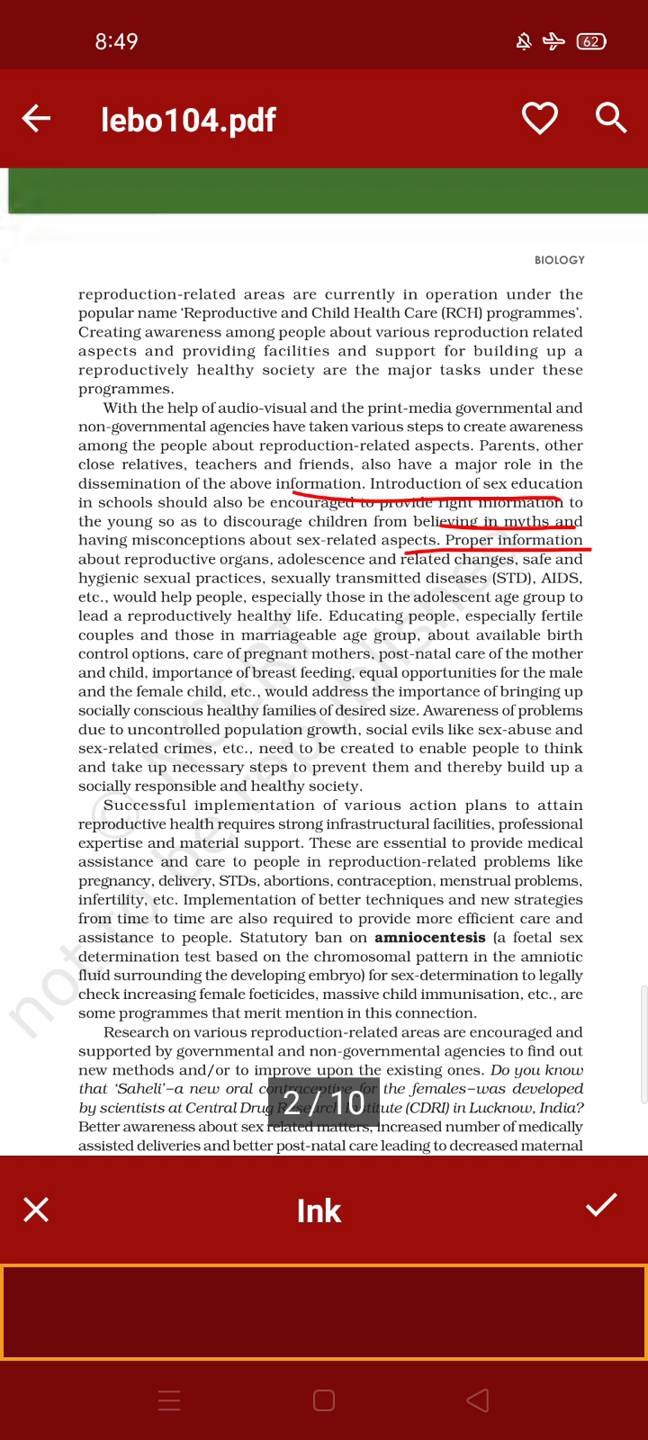 8:49
62
lebo104.pdf
BIOLOGY
reproduction-related areas are currently in operation under the
popular name 'Reproductive and Child Health Care (RCH) programmes'.
Creating awareness among people about various reproduction related
aspects and providing facilities and support for building up a
reproductively healthy society are the major tasks under these
programmes.
With the help of audio-visual and the print-media governmental and
non-governmental agencies have taken various steps to create awareness
among the people about reproduction-related aspects. Parents, other
close relatives, teachers and friends, also have a major role in the
dissemination of the above information. Introduction of sex education
in schools should also be encouraged to provide right information to
the young so as to discourage children from believing in myths and
having misconceptions about sex-related aspects. Proper information
about reproductive organs, adolescence and related changes, safe and
hygienic sexual practices, sexually transmitted diseases (STD), AIDS,
etc., would help people, especially those in the adolescent age group to
lead a reproductively healthy life. Educating people, especially fertile
couples and those in marriageable age group, about available birth
control options, care of pregnant mothers, post-natal care of the mother
and child, importance of breast feeding, equal opportunities for the male
and the female child, etc., would address the importance of bringing up
socially conscious healthy families of desired size. Awareness of problems
due to uncontrolled population growth, social evils like sex-abuse and
sex-related crimes, etc., need to be created to enable people to think
and take up necessary steps to prevent them and thereby build up a
socially responsible and healthy society.
Successful implementation of various action plans to attain
reproductive health requires strong infrastructural facilities, professional
expertise and material support. These are essential to provide medical
assistance and care to people in reproduction-related problems like
pregnancy, delivery, STDs, abortions, contraception, menstrual problems,
infertility, etc. Implementation of better techniques and new strategies
from time to time are also required to provide more efficient care and
assistance to people. Statutory ban on amniocentesis (a foetal sex
determination test based on the chromosomal pattern in the amniotic
fluid surrounding the developing embryo) for sex-determination to legally
check increasing female foeticides, massive child immunisation, etc., are
some programmes that merit mention in this connection.
Research on various reproduction-related areas are encouraged and
supported by governmental and non-governmental agencies to find out
new methods and/or to improve upon the existing ones. Do you know
that 'Saheli'–a new oral contraceptive for the females–was developed
by scientists at Central Drug Research Institute (CDRI) in Lucknow, India?
Better awareness about sex related matters, increased number of medically
assisted deliveries and better post-natal care leading to decreased maternal
© NCERT
not to be republished
2 / 10
Ink